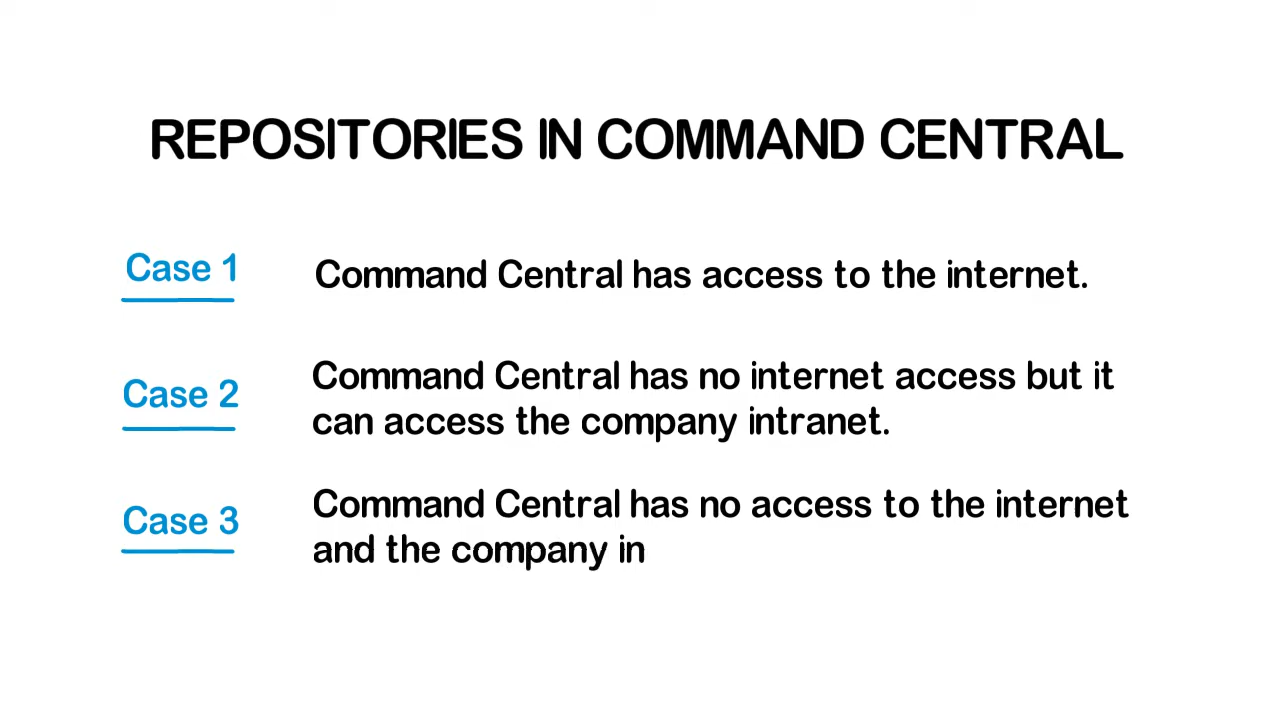 REPOSITORIES IN COMMAND CENTRAL
Case 1
Command Central has access to the internet.
Case 2
Command Central has no internet access but it
can access the company intranet.
Case 3
Command Central has no access to the internet
and the company in